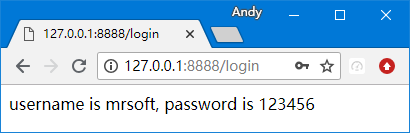 Andy
127.0.0.1:8888/login
127.0.0.1:8888/login
username is mrsoft, password is 123456